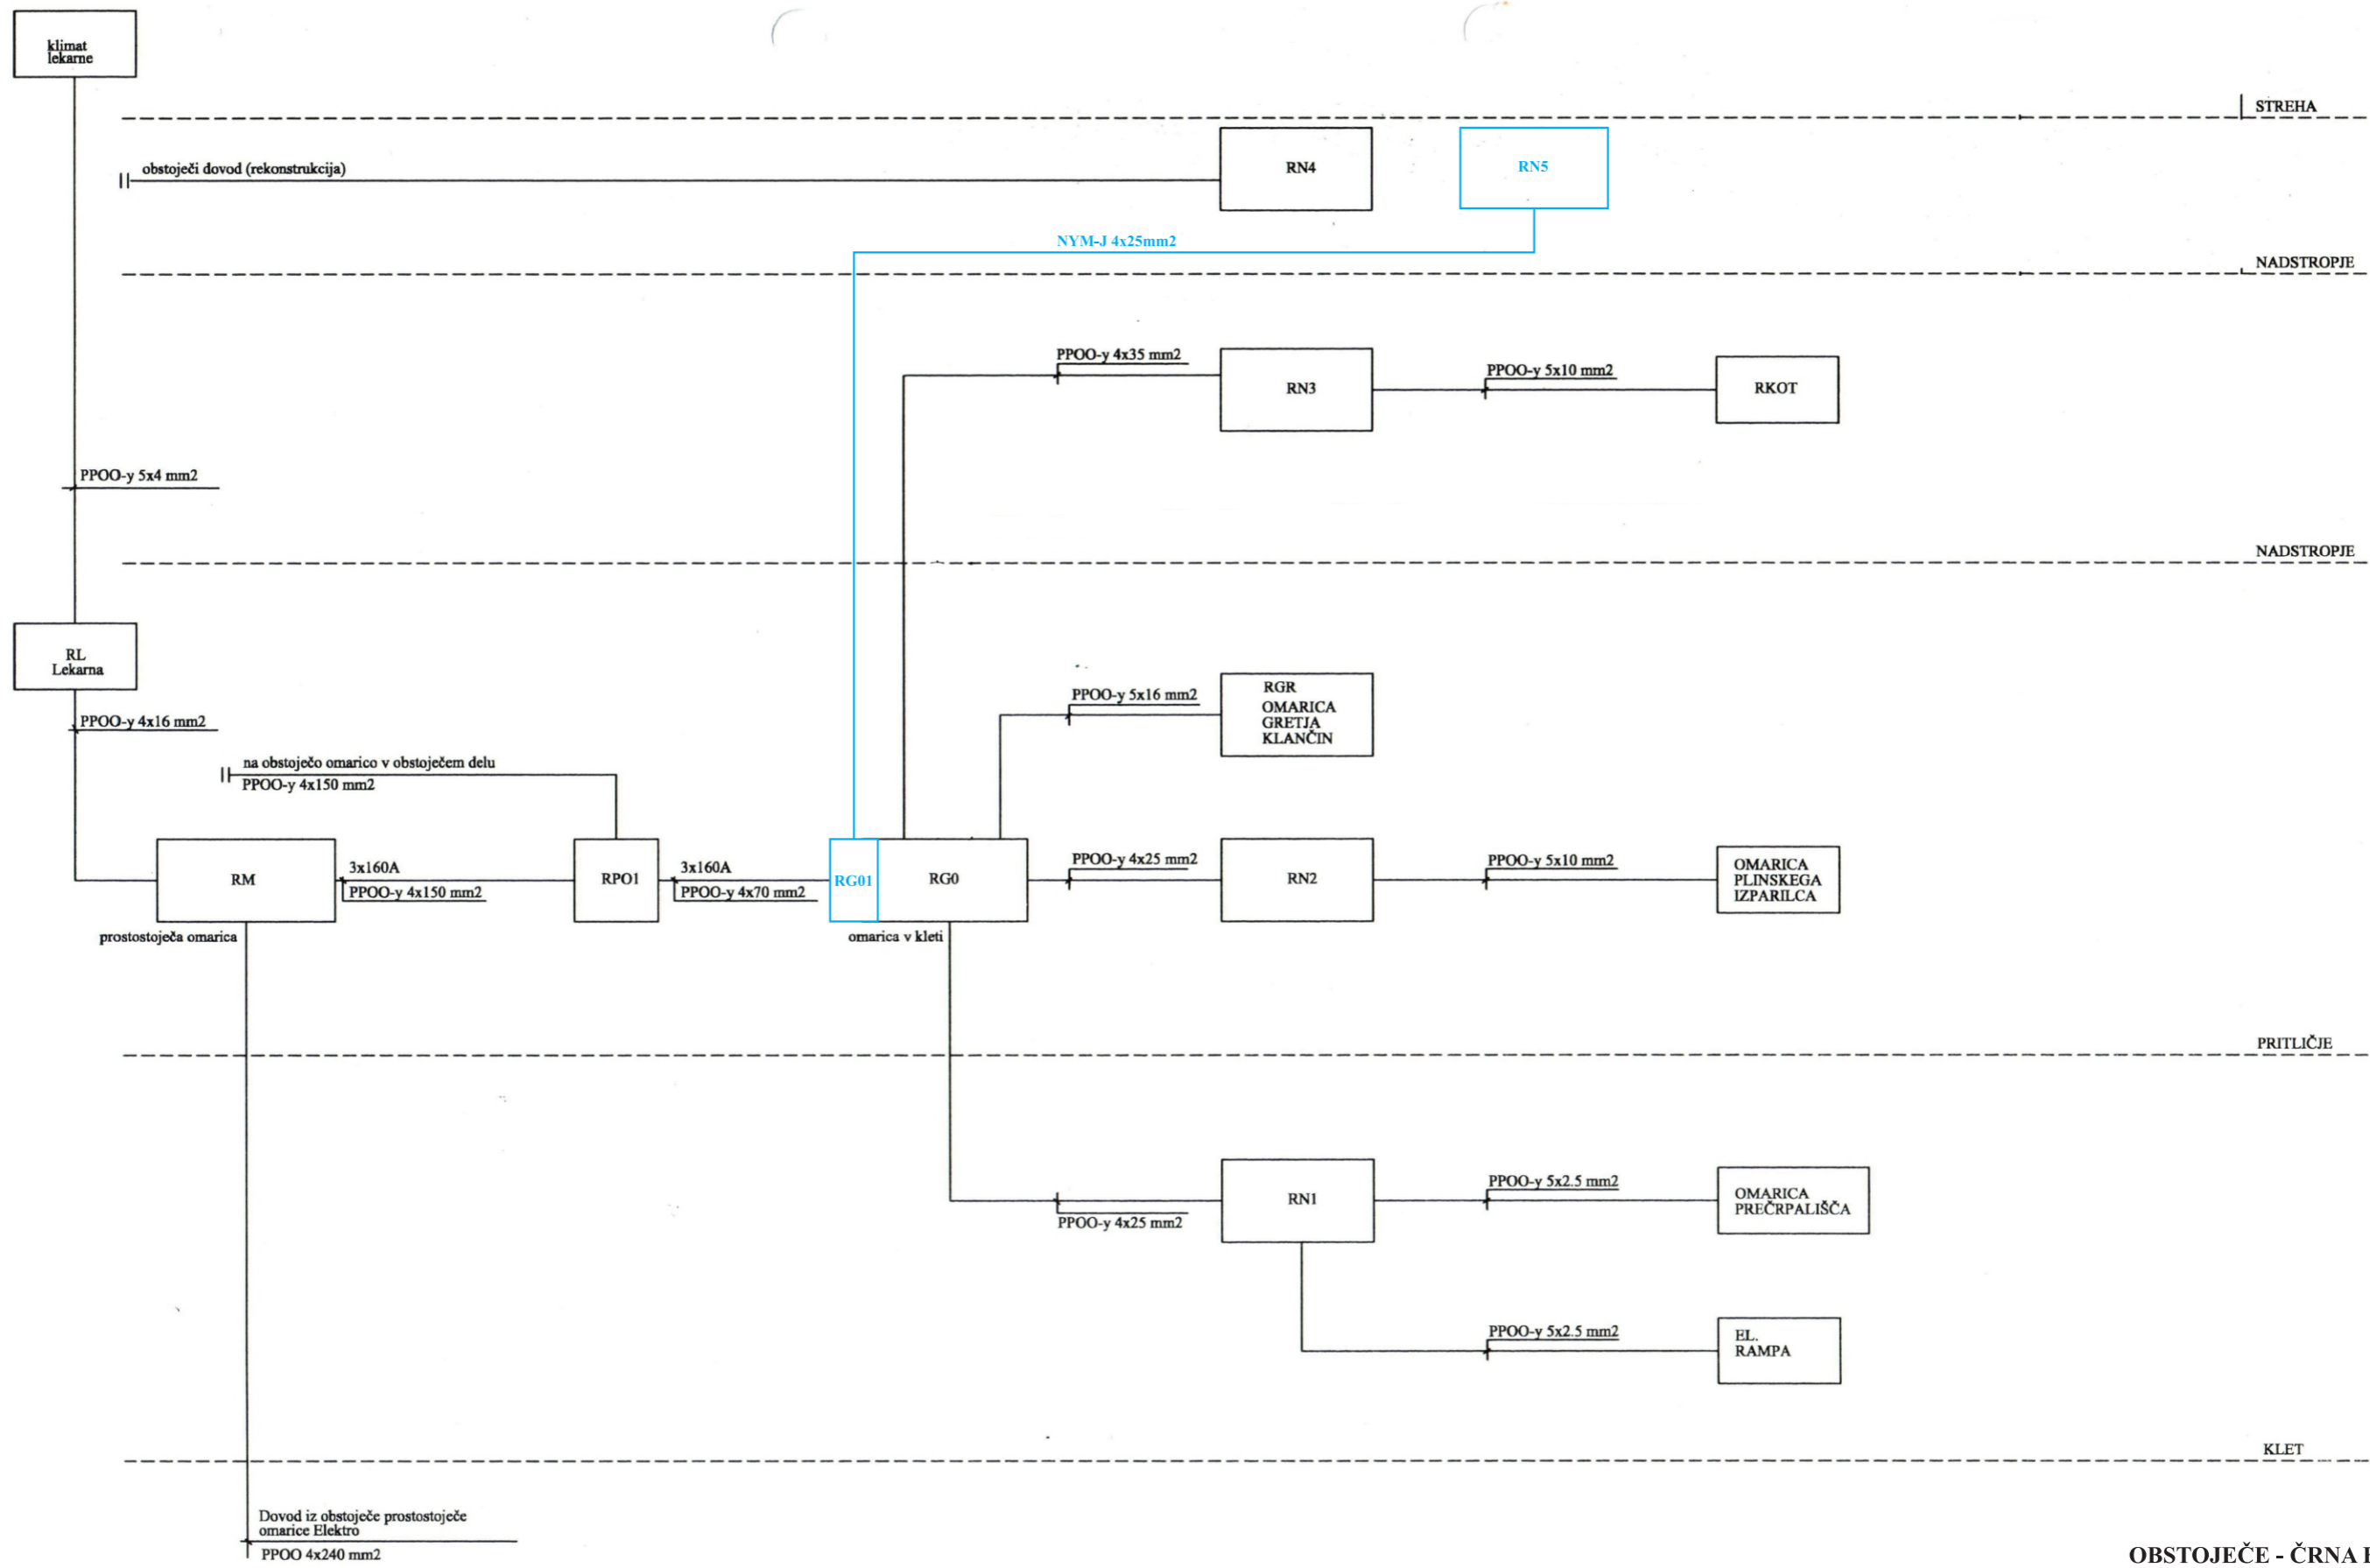 klimat
lekarne
STREHA
obstoječi dovod (rekonstrukcija)
RN4
RN5
NYM-J 4x25mm2
NADSTROPJE
PPOO-y 4x35 mm2
RN3
PPOO-y 5x10 mm2
RKOT
PPOO-y 5x4 mm2
NADSTROPJE
RL
Lekarna
PPOO-y 4x16 mm2
PPOO-y 5x16 mm2
RGR
OMARICA
GRETJA
KLANČIN
na obstoječo omarico v obstoječem delu
PPOO-y 4x150 mm2
RM
3x160A
PPOO-y 4x150 mm2
RPO1
3x160A
PPOO-y 4x70 mm2
RG01
RG0
PPOO-y 4x25 mm2
RN2
PPOO-y 5x10 mm2
OMARICA
PLINSKEGA
IZPARILCA
prostostoječa omarica
omarica v kleti
PRITLIČJE
PPOO-y 4x25 mm2
RN1
PPOO-y 5x2.5 mm2
OMARICA
PREČRPALIŠČA
PPOO-y 5x2.5 mm2
EL.
RAMPA
KLET
Dovod iz obstoječe prostostoječe
omarice Elektro
PPOO 4x240 mm2
OBSTOJEČE - ČRNA